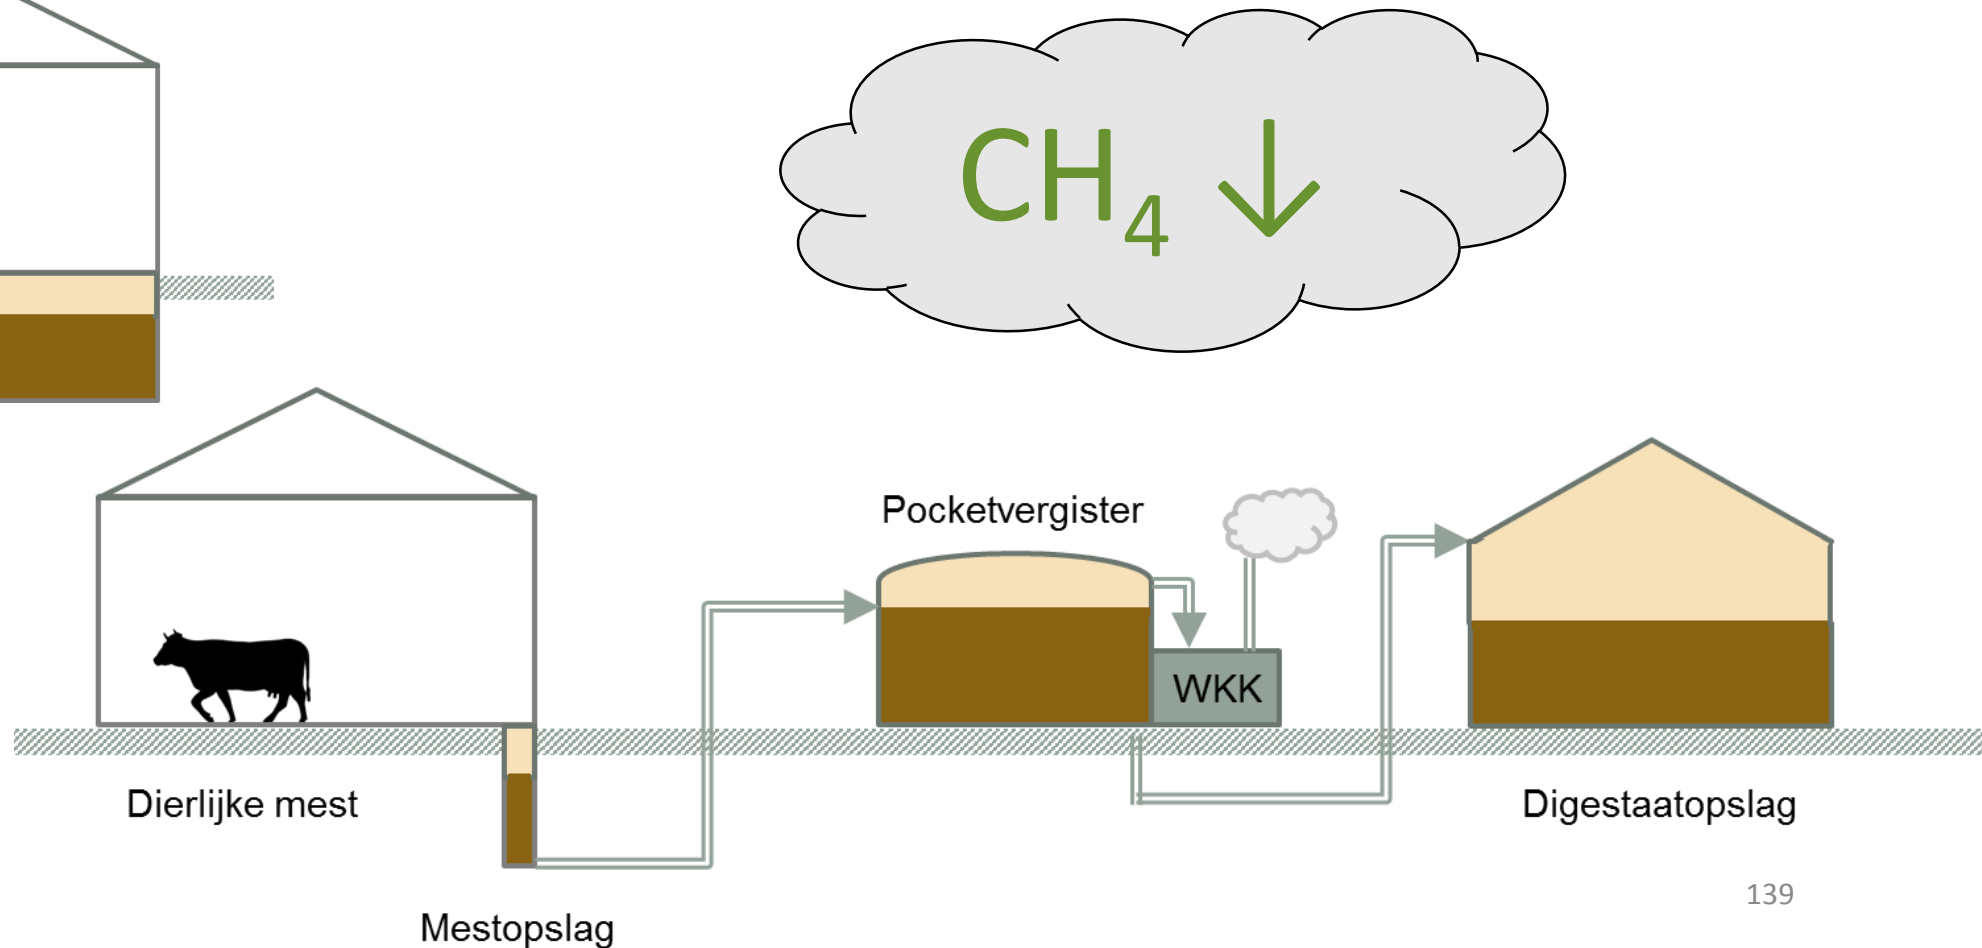 CH₄ ↓
Pocketvergister
WKK
Dierlijke mest
Digestaatopslag
Mestopslag
139